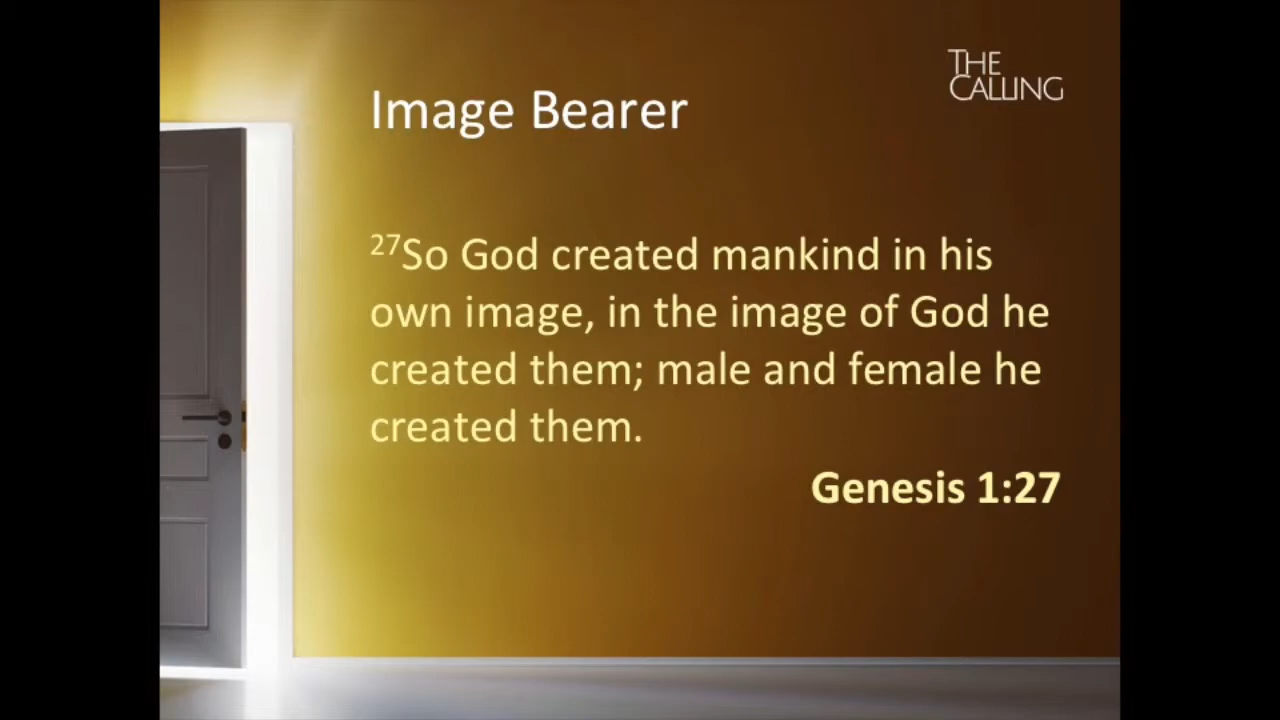 THE
CALLING
Image Bearer
27So God created mankind in his
own image, in the image of God he
created them; male and female he
created them.
Genesis 1:27